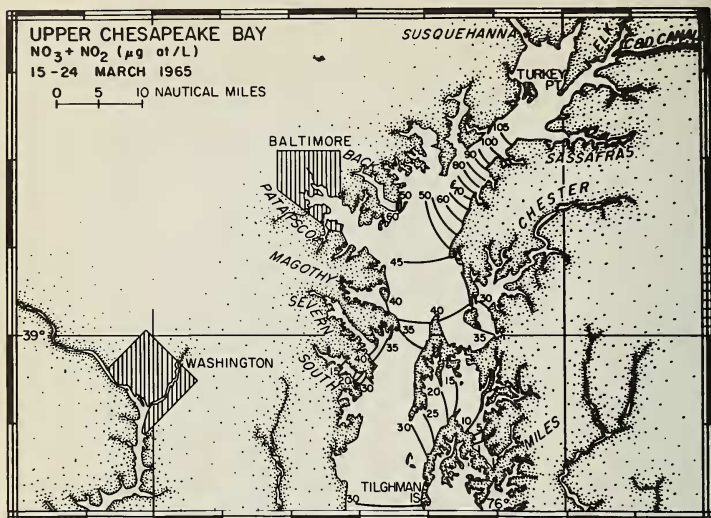 UPPER CHESAPEAKE BAY
NO3 + NO2 (µg at/L)
15-24 MARCH 1965
0 5 10 NAUTICAL MILES
SUSQUEHANNA
ELK
C&D CANAL
TURKEY
PT.
105
100
90
80
70
60
50
SASSAFRAS
BALTIMORE
BACK
60
PATAPSCO
CHESTER
45
MAGOTHY
40
40
30
35
SEVERN
35
35
39°
WASHINGTON
SOUTH
15
20
25
10
5
30
MILES
TILGHMAN
IS.
30
76°